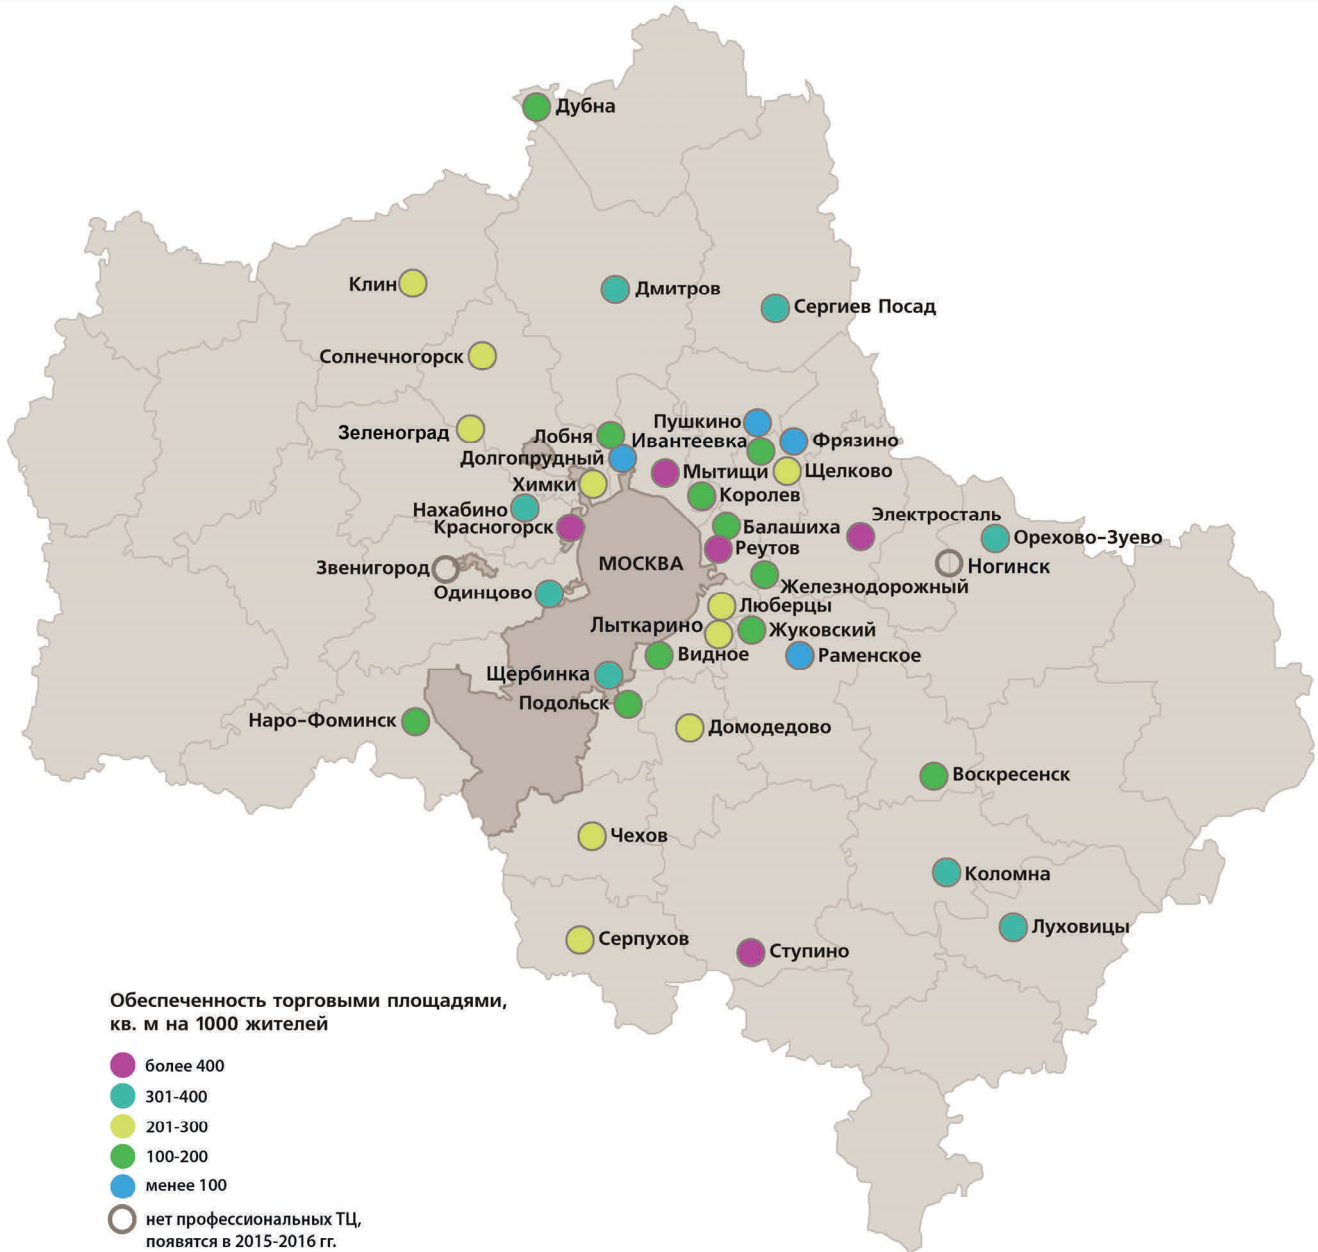 Дубна
Клин
Дмитров
Сергиев Посад
Солнечногорск
Зеленоград
Лобня
Пушкино
Ивантеевка
Фрязино
Долгопрудный
Мытищи
Щелково
Химки
Королев
Нахабино
Электросталь
Красногорск
Балашиха
Орехово-Зуево
Реутов
МОСКВА
Звенигород
Ногинск
Железнодорожный
Одинцово
Люберцы
Лыткарино
Жуковский
Видное
Раменское
Щербинка
Подольск
Наро-Фоминск
Домодедово
Воскресенск
Чехов
Коломна
Луховицы
Серпухов
Ступино
Обеспеченность торговыми площадями,
кв. м на 1000 жителей
более 400
301-400
201-300
100-200
менее 100
нет профессиональных ТЦ,
появятся в 2015-2016 гг.